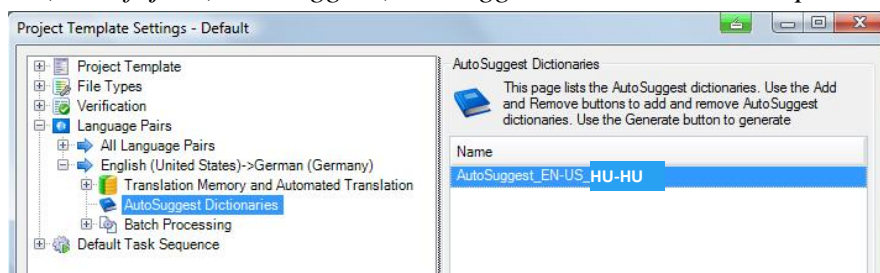 Project Template Settings - Default
Project Template
File Types
Verification
Language Pairs
All Language Pairs
English (United States)->German (Germany)
Translation Memory and Automated Translation
AutoSuggest Dictionaries
Batch Processing
Default Task Sequence
AutoSuggest Dictionaries
This page lists the AutoSuggest dictionaries. Use the Add
and Remove buttons to add and remove AutoSuggest
dictionaries. Use the Generate button to generate
Name
AutoSuggest_EN-US_HU-HU